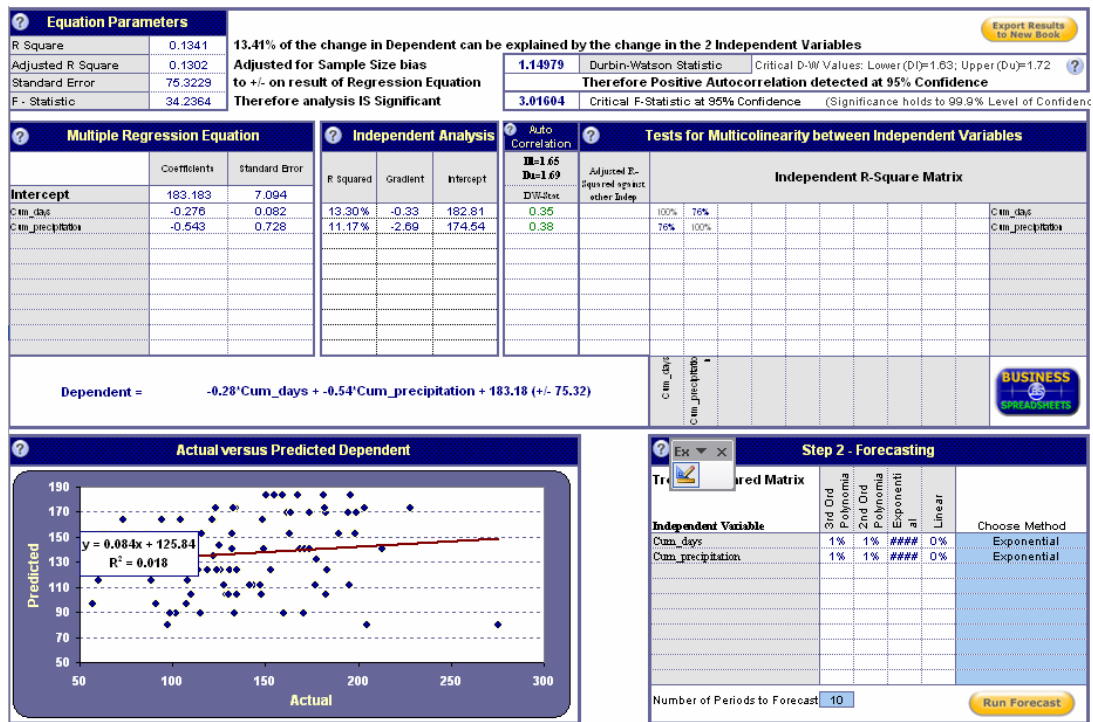 ? Equation Parameters
Export Results to New Book
R Square 0.1341 13.41% of the change in Dependent can be explained by the change in the 2 Independent Variables
Adjusted R Square 0.1302 Adjusted for Sample Size bias 1.14979 Durbin-Watson Statistic Critical D-W Values: Lower (Dl)=1.63; Upper (Du)=1.72 ?
Standard Error 75.3229 to +/- on result of Regression Equation Therefore Positive Autocorrelation detected at 95% Confidence
F - Statistic 34.2364 Therefore analysis IS Significant 3.01604 Critical F-Statistic at 95% Confidence (Significance holds to 99.9% Level of Confidenc
? Multiple Regression Equation
? Independent Analysis
? Auto Correlation
? Tests for Multicolinearity between Independent Variables
Coefficients Standard Error
R Squared Gradient Intercept
Du=1.69
DW-Stat
Adjusted R-Squared against other Indep
Independent R-Square Matrix
Intercept 183.183 7.094
Cum_days -0.276 0.082 13.30% -0.33 182.81 0.35 100% 76% Cum_days
Cum_precipitation -0.543 0.728 11.17% -2.69 174.54 0.38 76% 100% Cum_precipitation
Cum_days
Cum_precipitation
Dependent = -0.28*Cum_days + -0.54*Cum_precipitation + 183.18 (+/- 75.32)
BUSINESS
SPREADSHEETS
? Actual versus Predicted Dependent
190
170
150
130
110
90
70
50
y = 0.084x + 125.84
R² = 0.018
Predicted
50 100 150 200 250 300
Actual
? Step 2 - Forecasting
Ex
Tr ared Matrix
3rd Ord Polynomia
2nd Ord Polynomia
Exponenti al
Linear
Independent Variable Choose Method
Cum_days 1% 1% #### 0% Exponential
Cum_precipitation 1% 1% #### 0% Exponential
Number of Periods to Forecast 10
Run Forecast